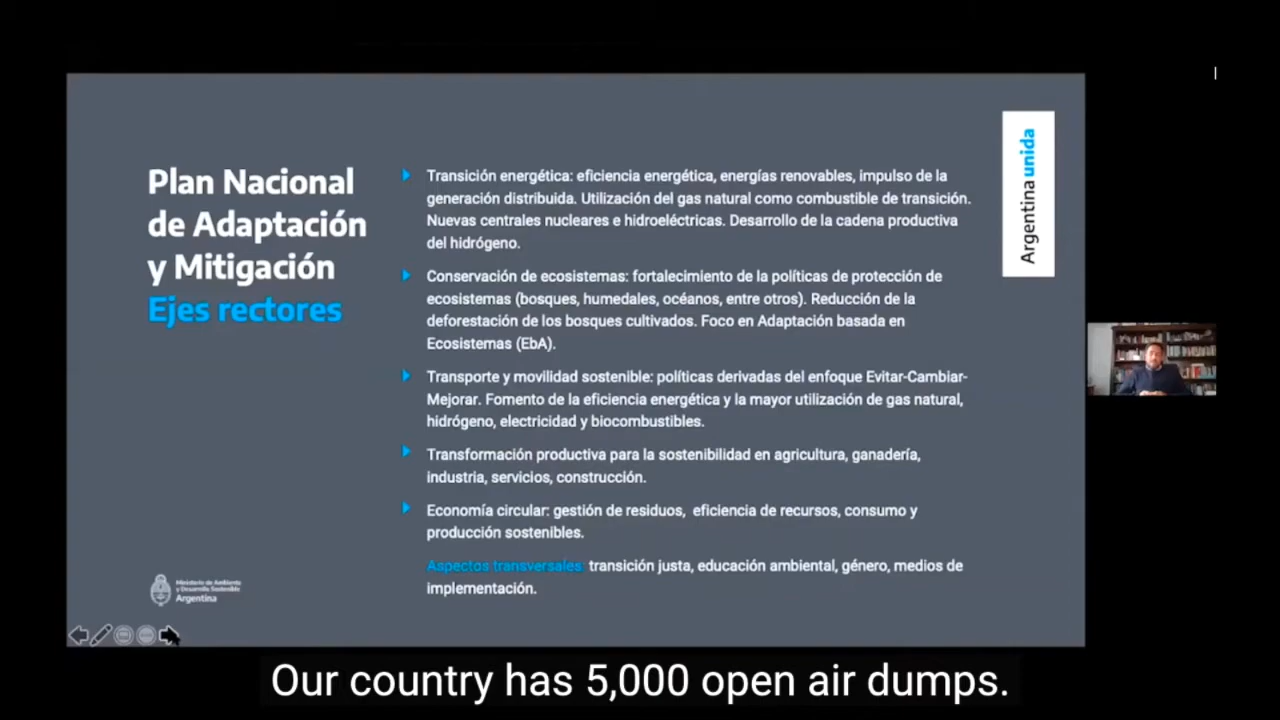 Plan Nacional
de Adaptación
y Mitigación
Ejes rectores
Transición energética: eficiencia energética, energías renovables, impulso de la
generación distribuida. Utilización del gas natural como combustible de transición.
Nuevas centrales nucleares e hidroeléctricas. Desarrollo de la cadena productiva
del hidrógeno.
Conservación de ecosistemas: fortalecimiento de la políticas de protección de
ecosistemas (bosques, humedales, océanos, entre otros). Reducción de la
deforestación de los bosques cultivados. Foco en Adaptación basada en
Ecosistemas (EbA).
Transporte y movilidad sostenible: políticas derivadas del enfoque Evitar-Cambiar-
Mejorar. Fomento de la eficiencia energética y la mayor utilización de gas natural,
hidrógeno, electricidad y biocombustibles.
Transformación productiva para la sostenibilidad en agricultura, ganadería,
industria, servicios, construcción.
Economía circular: gestión de residuos, eficiencia de recursos, consumo y
producción sostenibles.
Aspectos transversales: transición justa, educación ambiental, género, medios de
implementación.
Argentina unida
Ministerio de Ambiente
y Desarrollo Sostenible
Argentina
Our country has 5,000 open air dumps.